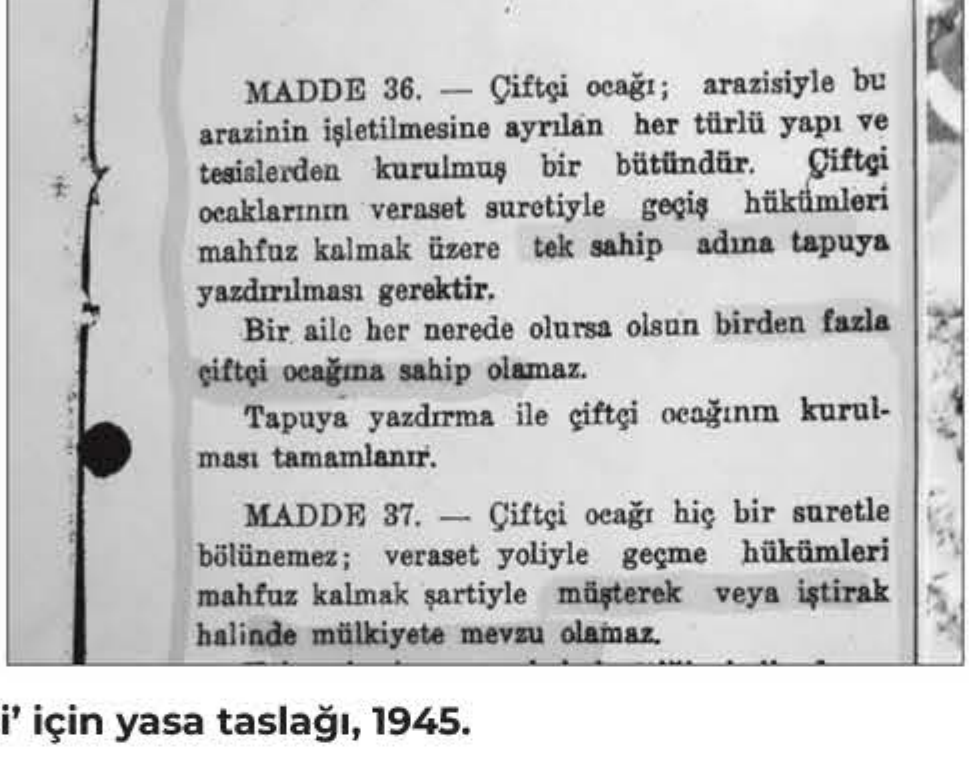 MADDE 36. — Çiftçi ocağı; arazisiyle bu
arazinin işletilmesine ayrılan her türlü yapı ve
tesislerden kurulmuş bir bütündür. Çiftçi
ocaklarının veraset suretiyle geçiş hükümleri
mahfuz kalmak üzere tek sahip adına tapuya
yazdırılması gerektir.
Bir aile her nerede olursa olsun birden fazla
çiftçi ocağına sahip olamaz.
Tapuya yazdırma ile çiftçi ocağının kurul-
ması tamamlanır.
MADDE 37. — Çiftçi ocağı hiç bir suretle
bölünemez; veraset yoliyle geçme hükümleri
mahfuz kalmak şartiyle müşterek veya iştirak
halinde mülkiyete mevzu olamaz.
i' için yasa taslağı, 1945.